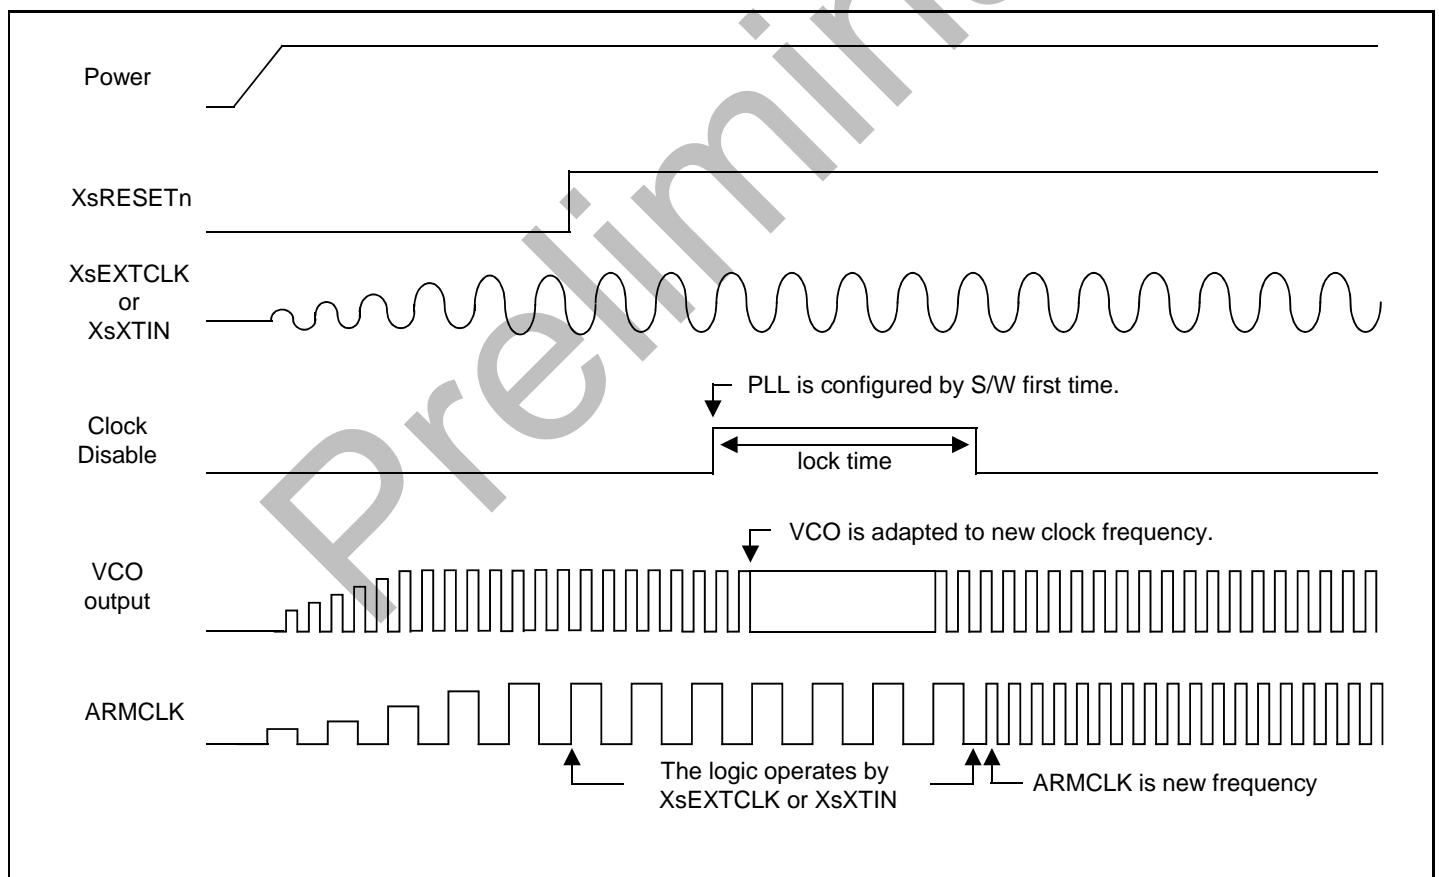 Power
XsRESETn
XsEXTCLK
or
XsXTIN
PLL is configured by S/W first time.
Clock
Disable
lock time
VCO is adapted to new clock frequency.
VCO
output
ARMCLK
The logic operates by
XsEXTCLK or XsXTIN
ARMCLK is new frequency
Prelimin